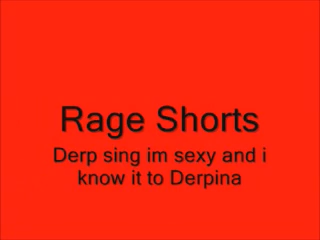 Rage Shorts
Derp sing im sexy and i
know it to Derpina